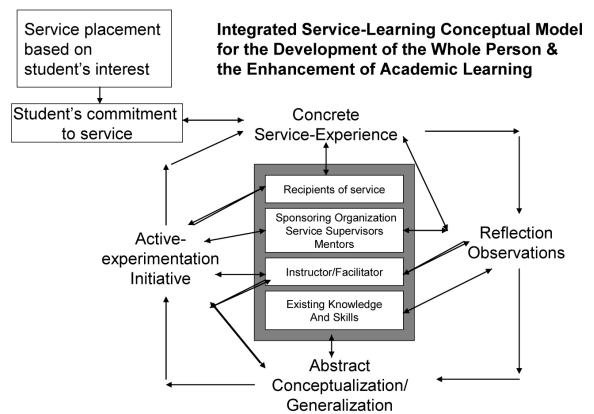 Service placement
based on
student's interest
Integrated Service-Learning Conceptual Model
for the Development of the Whole Person &
the Enhancement of Academic Learning
Student's commitment
to service
Concrete
Service-Experience
Recipients of service
Sponsoring Organization
Service Supervisors
Mentors
Instructor/Facilitator
Existing Knowledge
And Skills
Active-
experimentation
Initiative
Reflection
Observations
Abstract
Conceptualization/
Generalization